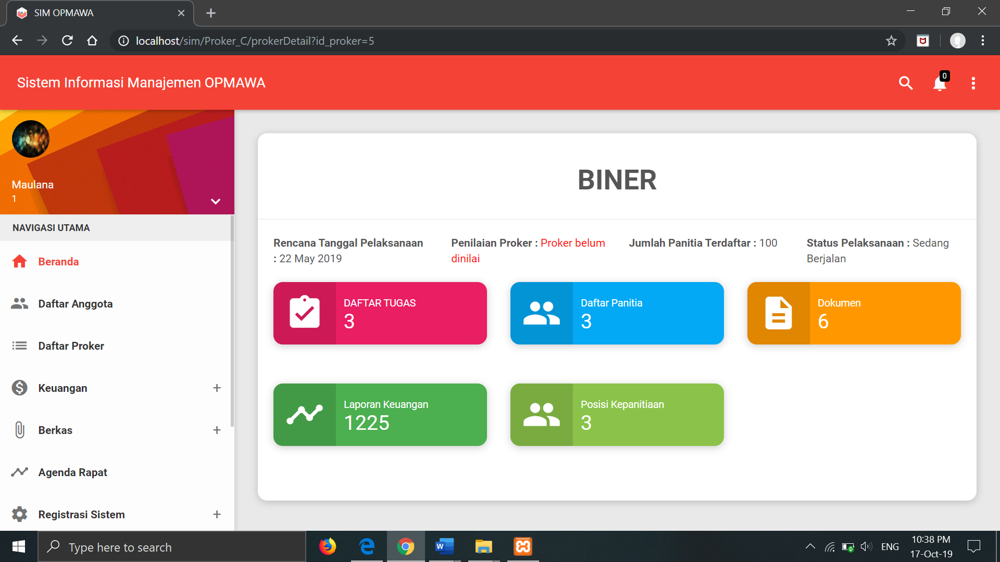 SIM OPMAWA
localhost/sim/Proker_C/prokerDetail?id_proker=5
Sistem Informasi Manajemen OPMAWA
0
Maulana
1
NAVIGASI UTAMA
Beranda
Daftar Anggota
Daftar Proker
Keuangan +
Berkas +
Agenda Rapat
Registrasi Sistem +
BINER
Rencana Tanggal Pelaksanaan
: 22 May 2019
Penilaian Proker : Proker belum
dinilai
Jumlah Panitia Terdaftar : 100
Status Pelaksanaan : Sedang
Berjalan
DAFTAR TUGAS
3
Daftar Panitia
3
Dokumen
6
Laporan Keuangan
1225
Posisi Kepanitiaan
3
Type here to search
ENG
10:38 PM
17-Oct-19